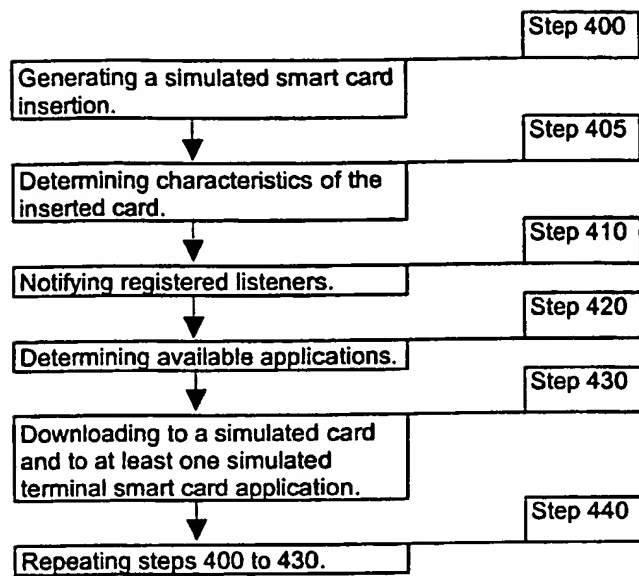 Step 400
Generating a simulated smart card
insertion.
Step 405
Determining characteristics of the
inserted card.
Step 410
Notifying registered listeners.
Step 420
Determining available applications.
Step 430
Downloading to a simulated card
and to at least one simulated
terminal smart card application.
Step 440
Repeating steps 400 to 430.